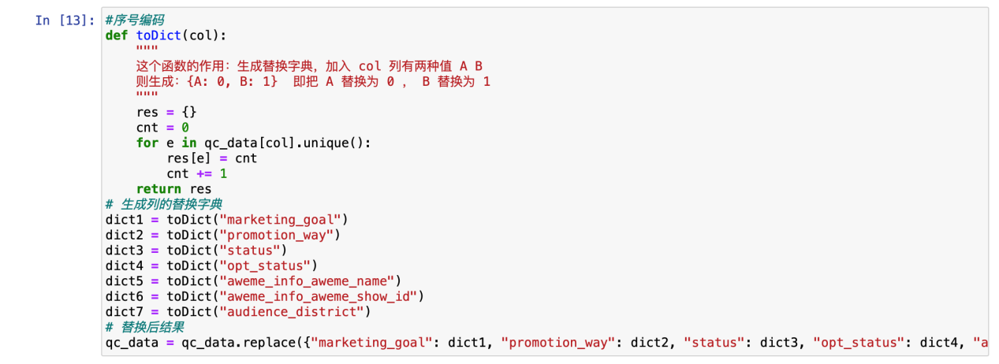 In [13]: #序号编码
def toDict(col):
    """
    这个函数的作用：生成替换字典，加入 col 列有两种值 A B
    则生成：{A: 0, B: 1}  即把 A 替换为 0 ， B 替换为 1
    """
    res = {}
    cnt = 0
    for e in qc_data[col].unique():
        res[e] = cnt
        cnt += 1
    return res
# 生成列的替换字典
dict1 = toDict("marketing_goal")
dict2 = toDict("promotion_way")
dict3 = toDict("status")
dict4 = toDict("opt_status")
dict5 = toDict("aweme_info_aweme_name")
dict6 = toDict("aweme_info_aweme_show_id")
dict7 = toDict("audience_district")
# 替换后结果
qc_data = qc_data.replace({"marketing_goal": dict1, "promotion_way": dict2, "status": dict3, "opt_status": dict4, "a